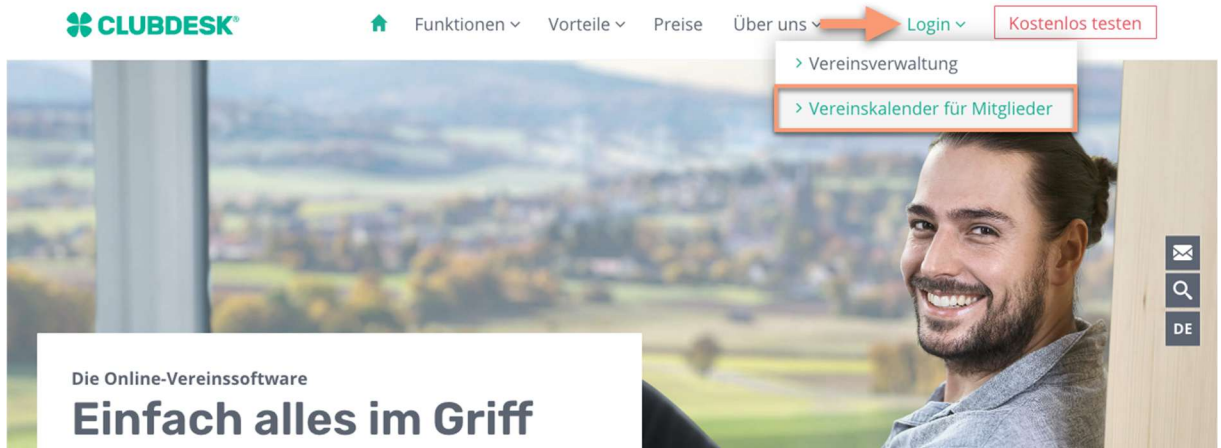 CLUBDESK®
Funktionen Vorteile Preise Über uns Login Kostenlos testen
> Vereinsverwaltung
> Vereinskalender für Mitglieder
DE
Die Online-Vereinssoftware
Einfach alles im Griff